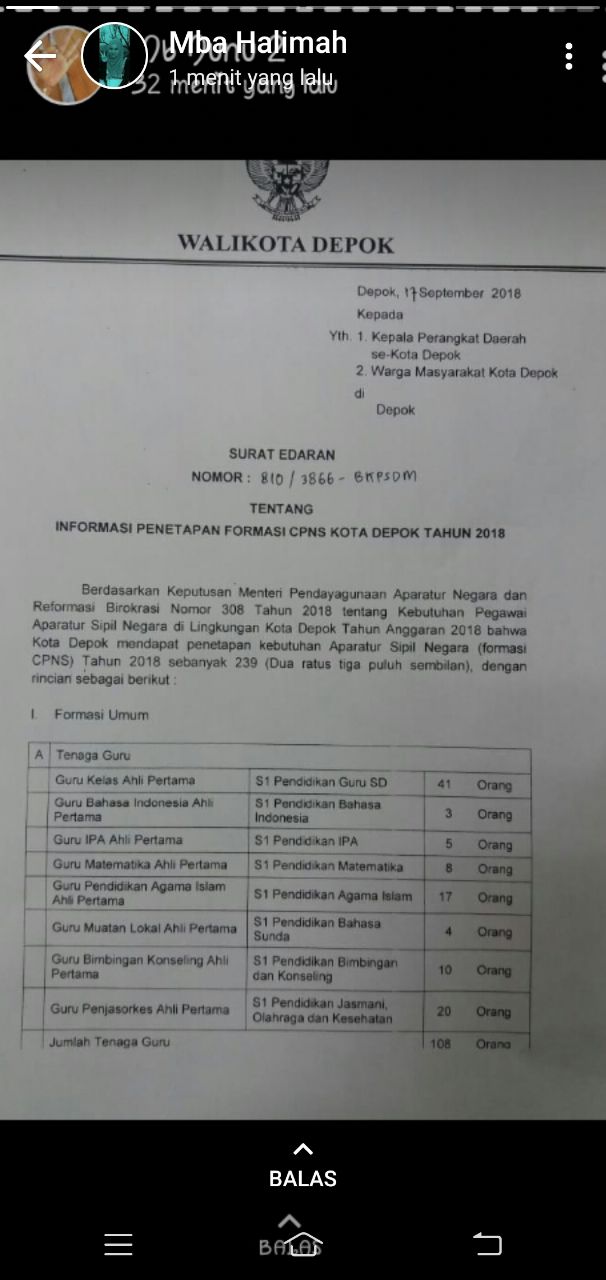 Mba Halimah
1 menit yang lalu
32 menit yang lalu
WALIKOTA DEPOK
Depok, 17 September 2018
Kepada
Yth. 1. Kepala Perangkat Daerah
se-Kota Depok
2. Warga Masyarakat Kota Depok
di
Depok
SURAT EDARAN
NOMOR : 810 / 3866 - BKPSDM
TENTANG
INFORMASI PENETAPAN FORMASI CPNS KOTA DEPOK TAHUN 2018
Berdasarkan Keputusan Menteri Pendayagunaan Aparatur Negara dan
Reformasi Birokrasi Nomor 308 Tahun 2018 tentang Kebutuhan Pegawai
Aparatur Sipil Negara di Lingkungan Kota Depok Tahun Anggaran 2018 bahwa
Kota Depok mendapat penetapan kebutuhan Aparatur Sipil Negara (formasi
CPNS) Tahun 2018 sebanyak 239 (Dua ratus tiga puluh sembilan), dengan
rincian sebagai berikut :
I. Formasi Umum
A Tenaga Guru
Guru Kelas Ahli Pertama S1 Pendidikan Guru SD 41 Orang
Guru Bahasa Indonesia Ahli
Pertama
S1 Pendidikan Bahasa
Indonesia
3 Orang
Guru IPA Ahli Pertama S1 Pendidikan IPA 5 Orang
Guru Matematika Ahli Pertama S1 Pendidikan Matematika 8 Orang
Guru Pendidikan Agama Islam
Ahli Pertama
S1 Pendidikan Agama Islam 17 Orang
Guru Muatan Lokal Ahli Pertama
S1 Pendidikan Bahasa
Sunda
4 Orang
Guru Bimbingan Konseling Ahli
Pertama
S1 Pendidikan Bimbingan
dan Konseling
10 Orang
Guru Penjasorkes Ahli Pertama
S1 Pendidikan Jasmani,
Olahraga dan Kesehatan
20 Orang
Jumlah Tenaga Guru 108 Orang
BALAS
BALAS